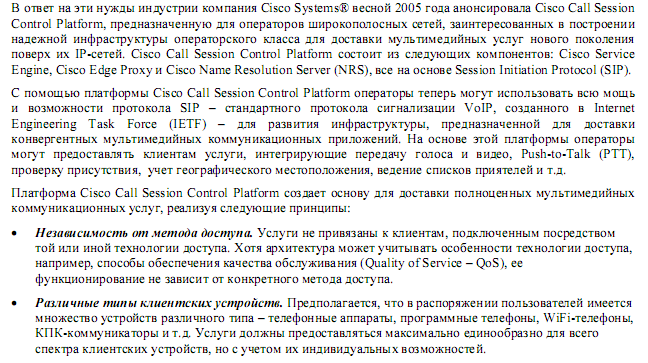 В ответ на эти нужды индустрии компания Cisco Systems® весной 2005 года анонсировала Cisco Call Session
Control Platform, предназначенную для операторов широкополосных сетей, заинтересованных в построении
надежной инфраструктуры операторского класса для доставки мультимедийных услуг нового поколения
поверх их IP-сетей. Cisco Call Session Control Platform состоит из следующих компонентов: Cisco Service
Engine, Cisco Edge Proxy и Cisco Name Resolution Server (NRS), все на основе Session Initiation Protocol (SIP).
С помощью платформы Cisco Call Session Control Platform операторы теперь могут использовать всю мощь
и возможности протокола SIP – стандартного протокола сигнализации VoIP, созданного в Internet
Engineering Task Force (IETF) – для развития инфраструктуры, предназначенной для доставки
конвергентных мультимедийных коммуникационных приложений. На основе этой платформы операторы
могут предоставлять клиентам услуги, интегрирующие передачу голоса и видео, Push-to-Talk (PTT),
проверку присутствия, учет географического местоположения, ведение списков приятелей и т.д.
Платформа Cisco Call Session Control Platform создает основу для доставки полноценных мультимедийных
коммуникационных услуг, реализуя следующие принципы:
• Независимость от метода доступа. Услуги не привязаны к клиентам, подключенным посредством
той или иной технологии доступа. Хотя архитектура может учитывать особенности технологии доступа,
например, способы обеспечения качества обслуживания (Quality of Service – QoS), ее
функционирование не зависит от конкретного метода доступа.
• Различные типы клиентских устройств. Предполагается, что в распоряжении пользователей имеется
множество устройств различного типа – телефонные аппараты, программные телефоны, WiFi-телефоны,
КПК-коммуникаторы и т.д. Услуги должны предоставляться максимально единообразно для всего
спектра клиентских устройств, но с учетом их индивидуальных возможностей.